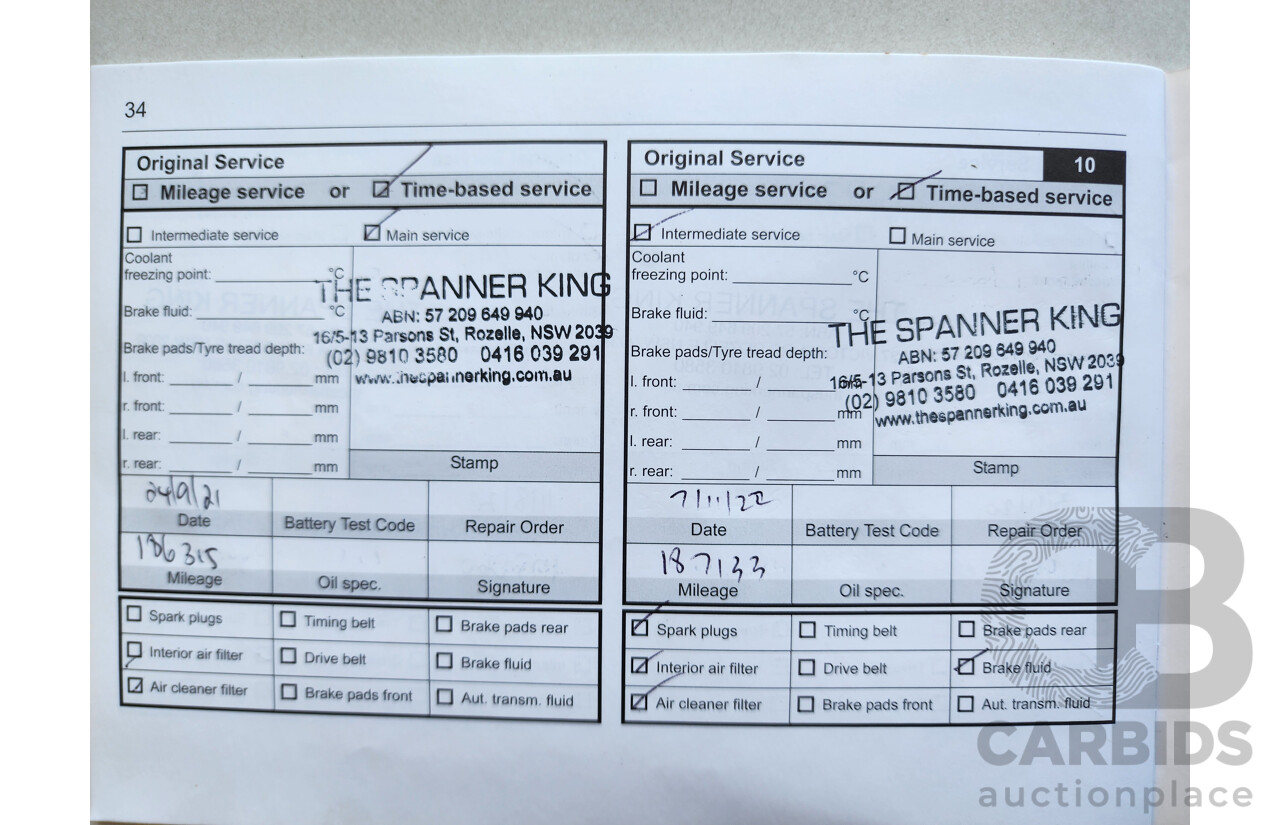 34
Original Service
Mileage service or Time-based service
Intermediate service Main service
Coolant
freezing point: °C
Brake fluid: °C
Brake pads/Tyre tread depth:
l. front: / mm
r. front: / mm
l. rear: / mm
r. rear: / mm
THE SPANNER KING
ABN: 57 209 649 940
16/5-13 Parsons St, Rozelle, NSW 2039
(02) 9810 3580 0416 039 291
www.thespannerking.com.au
Stamp
24/9/21
Date Battery Test Code Repair Order
186315
Mileage Oil spec. Signature
Spark plugs Timing belt Brake pads rear
Interior air filter Drive belt Brake fluid
Air cleaner filter Brake pads front Aut. transm. fluid
Original Service 10
Mileage service or Time-based service
Intermediate service Main service
Coolant
freezing point: °C
Brake fluid: °C
Brake pads/Tyre tread depth:
l. front: / mm
r. front: / mm
l. rear: / mm
r. rear: / mm
THE SPANNER KING
ABN: 57 209 649 940
16/5-13 Parsons St, Rozelle, NSW 2039
(02) 9810 3580 0416 039 291
www.thespannerking.com.au
Stamp
7/11/22
Date Battery Test Code Repair Order
187133
Mileage Oil spec. Signature
Spark plugs Timing belt Brake pads rear
Interior air filter Drive belt Brake fluid
Air cleaner filter Brake pads front Aut. transm. fluid
CARBIDS
auctionplace